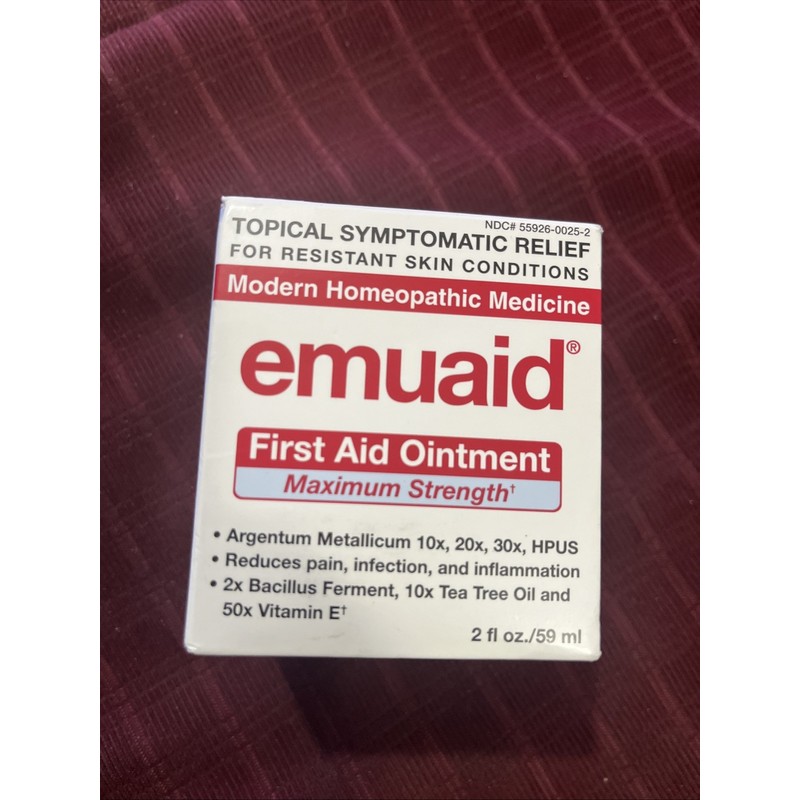 NDC# 55926-0025-2
TOPICAL SYMPTOMATIC RELIEF
FOR RESISTANT SKIN CONDITIONS
Modern Homeopathic Medicine
emuaid®
First Aid Ointment
Maximum Strength†
• Argentum Metallicum 10x, 20x, 30x, HPUS
• Reduces pain, infection, and inflammation
• 2x Bacillus Ferment, 10x Tea Tree Oil and
50x Vitamin E†
2 fl oz./59 ml